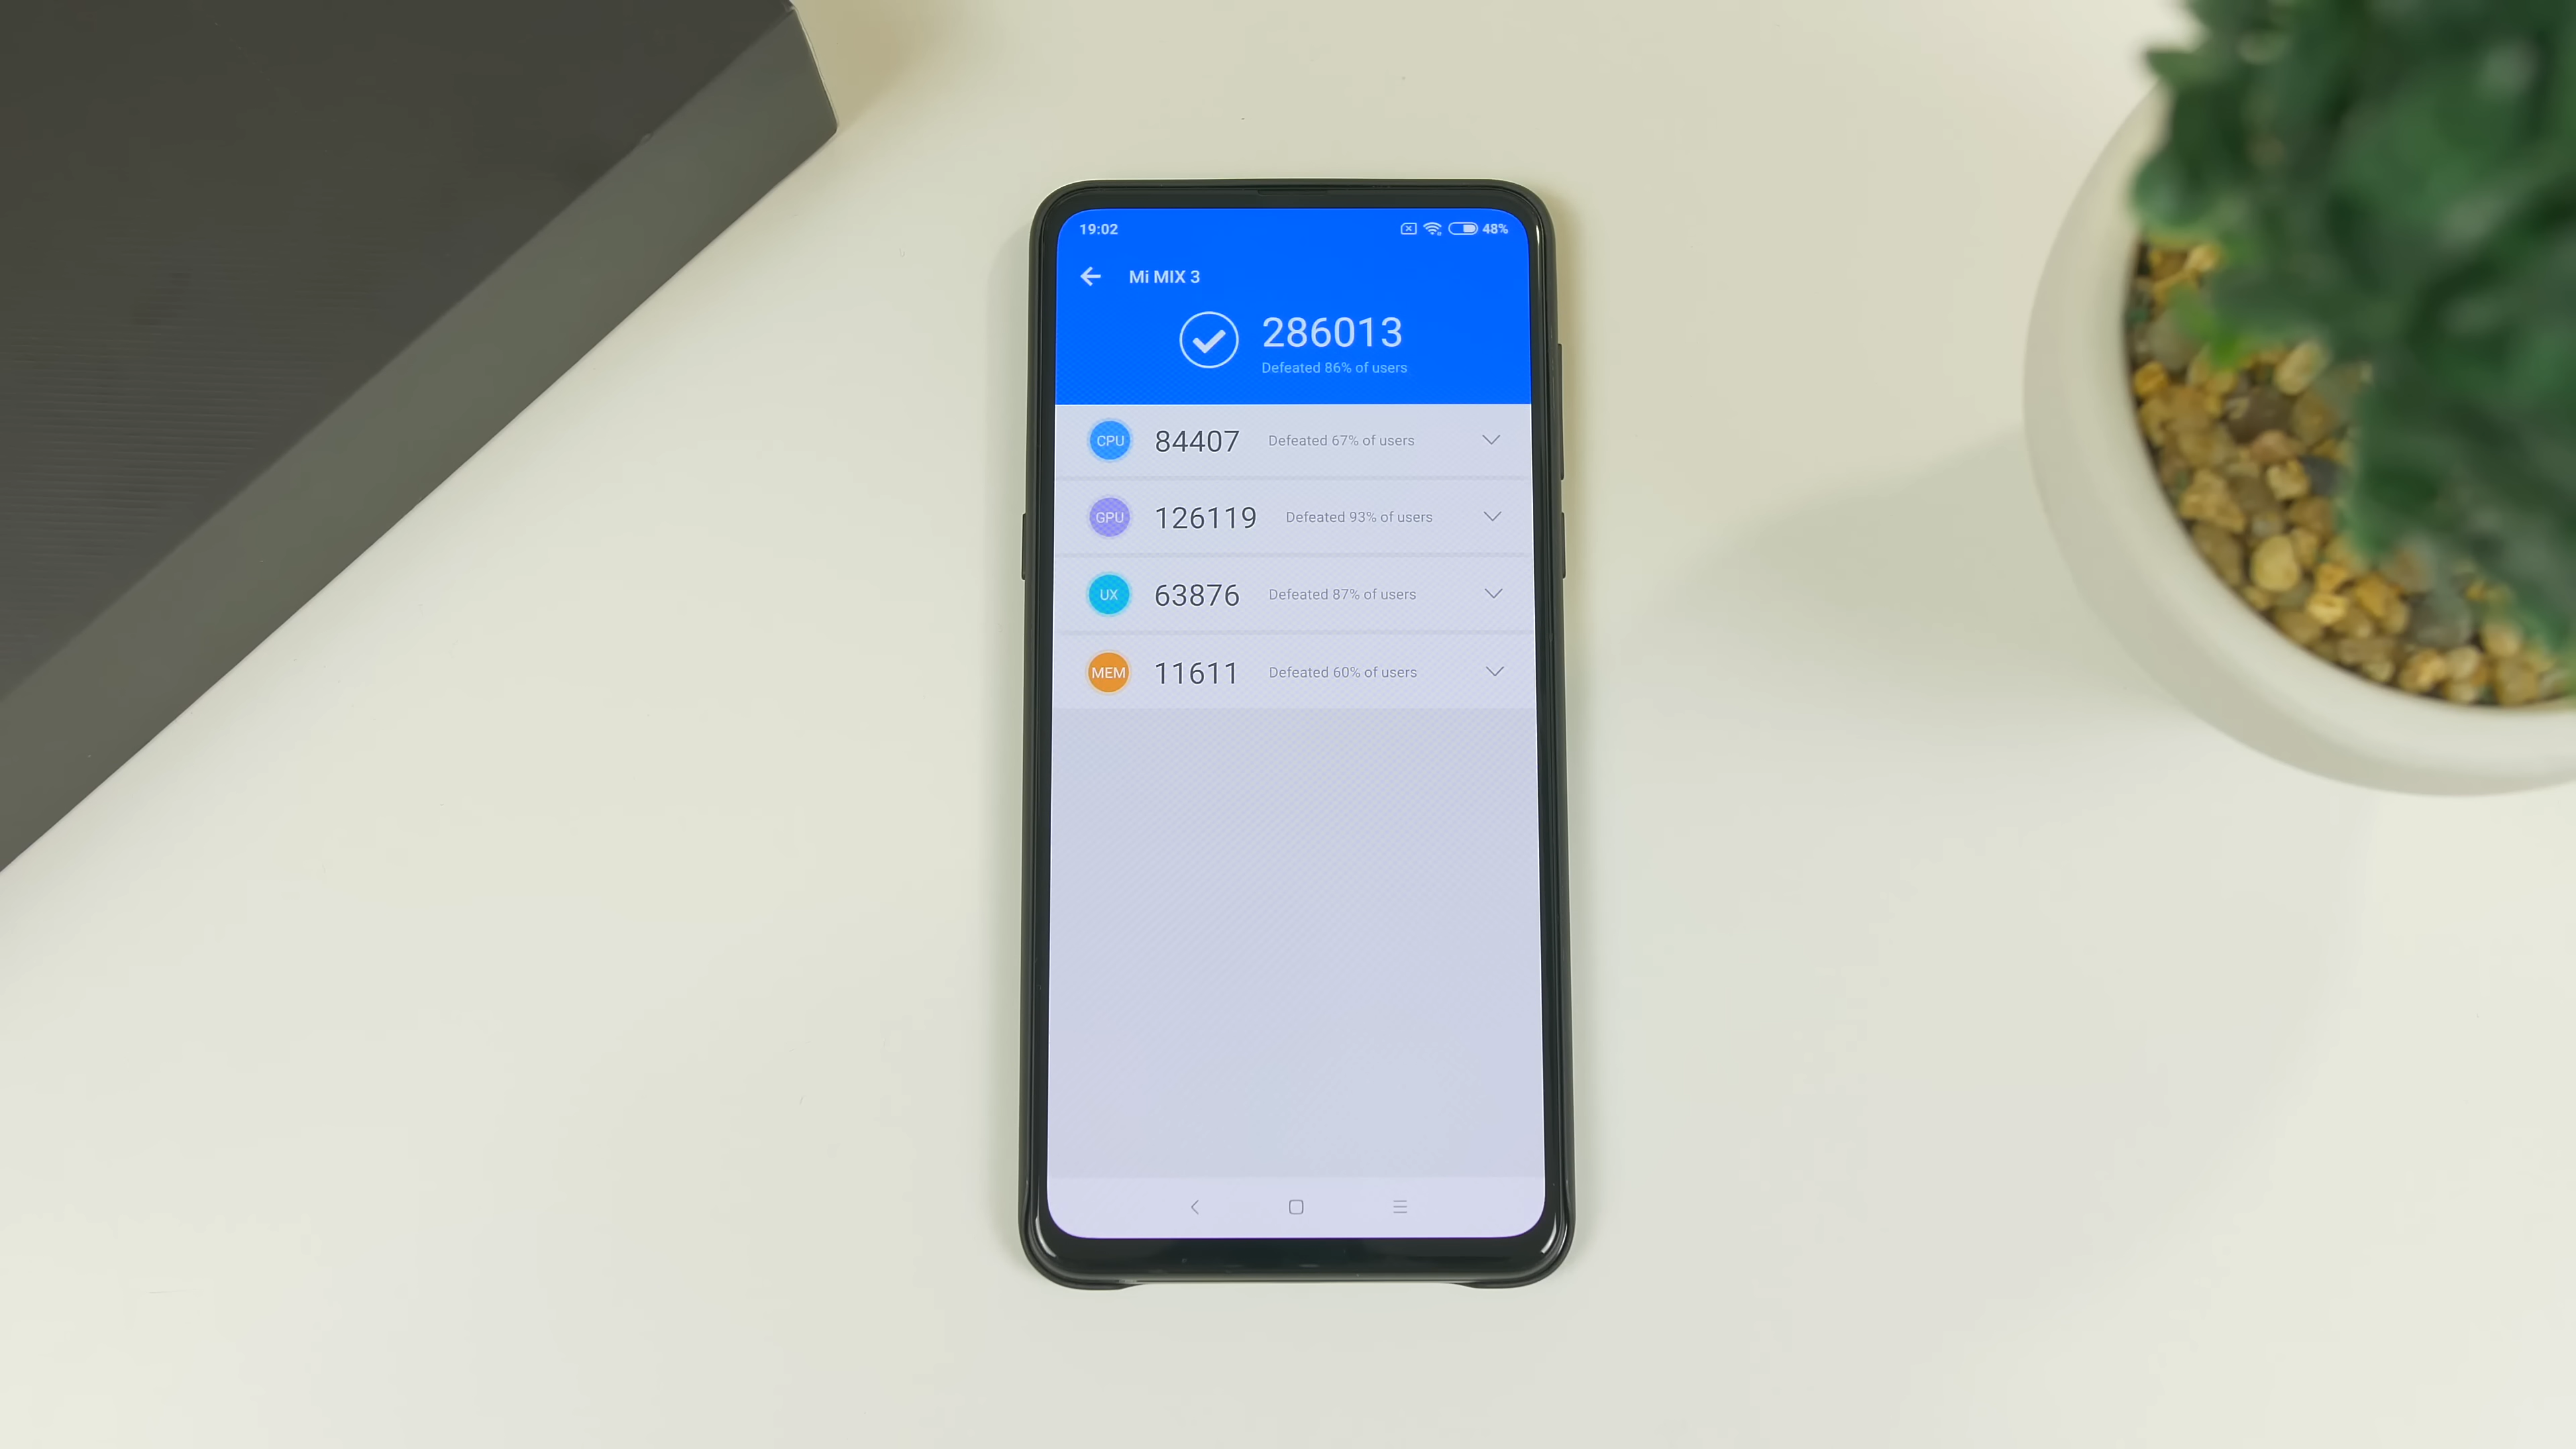 19:02 48%
Mi MIX 3
286013
Defeated 86% of users
CPU 84407 Defeated 67% of users
GPU 126119 Defeated 93% of users
UX 63876 Defeated 87% of users
MEM 11611 Defeated 60% of users